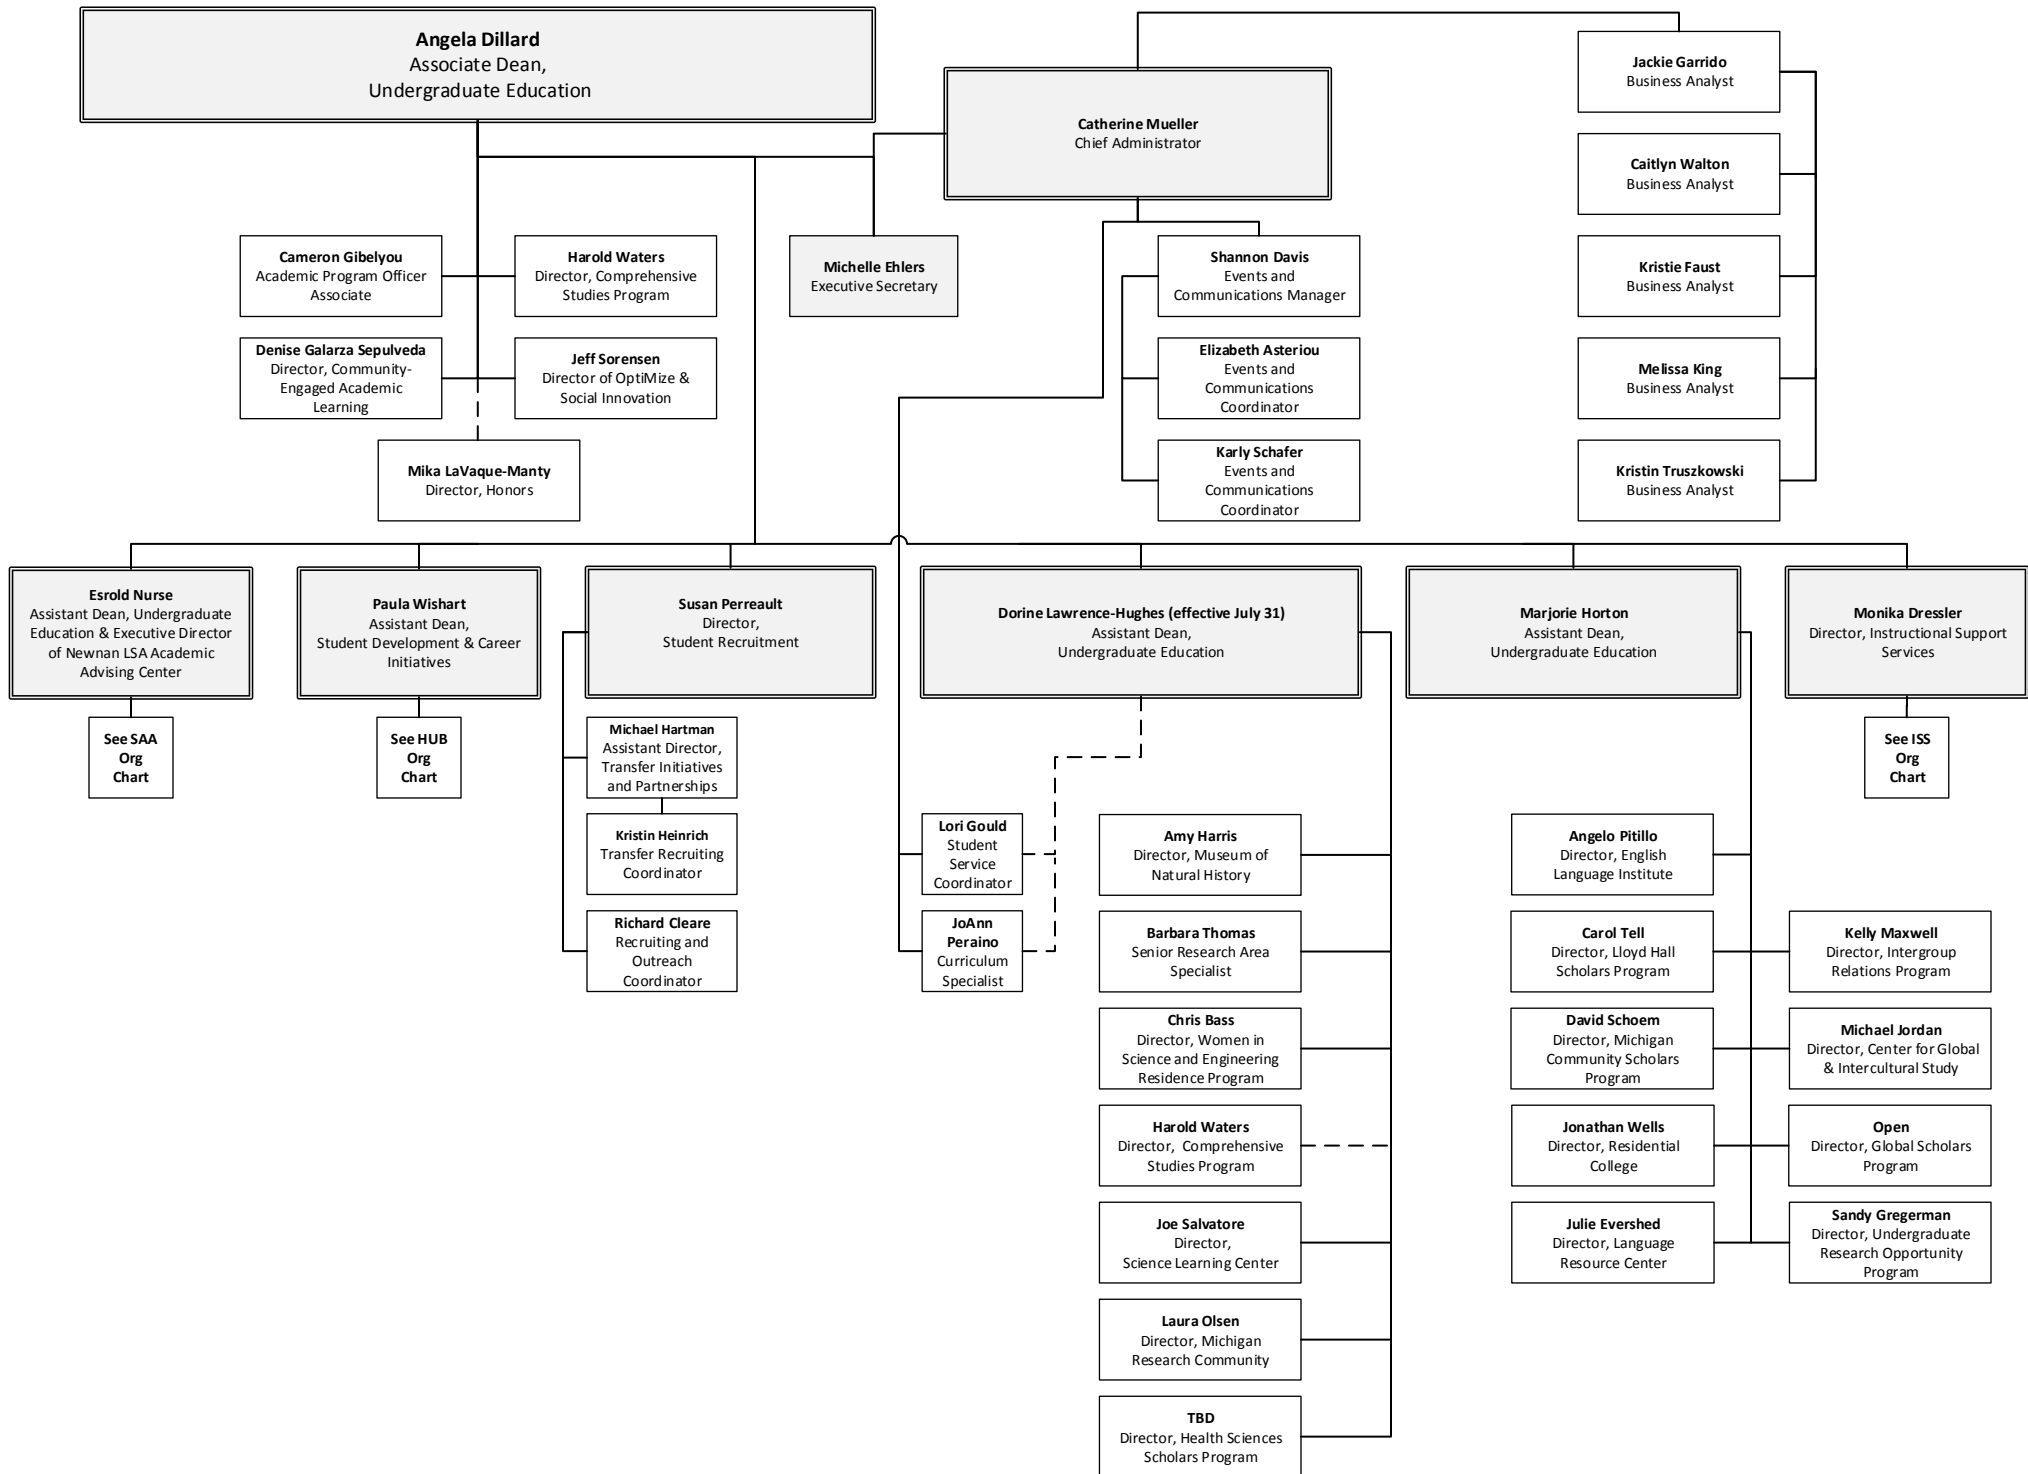 Angela Dillard
Associate Dean,
Undergraduate Education
Catherine Mueller
Chief Administrator
Jackie Garrido
Business Analyst
Caitlyn Walton
Business Analyst
Kristie Faust
Business Analyst
Melissa King
Business Analyst
Kristin Truszkowski
Business Analyst
Cameron Gibelyou
Academic Program Officer
Associate
Harold Waters
Director, Comprehensive
Studies Program
Michelle Ehlers
Executive Secretary
Shannon Davis
Events and
Communications Manager
Denise Galarza Sepulveda
Director, Community-
Engaged Academic
Learning
Jeff Sorensen
Director of OptiMize &
Social Innovation
Elizabeth Asteriou
Events and
Communications
Coordinator
Mika LaVaque-Manty
Director, Honors
Karly Schafer
Events and
Communications
Coordinator
Esrold Nurse
Assistant Dean, Undergraduate
Education & Executive Director
of Newnan LSA Academic
Advising Center
Paula Wishart
Assistant Dean,
Student Development & Career
Initiatives
Susan Perreault
Director,
Student Recruitment
Dorine Lawrence-Hughes (effective July 31)
Assistant Dean,
Undergraduate Education
Marjorie Horton
Assistant Dean,
Undergraduate Education
Monika Dressler
Director, Instructional Support
Services
See SAA
Org
Chart
See HUB
Org
Chart
Michael Hartman
Assistant Director,
Transfer Initiatives
and Partnerships
Kristin Heinrich
Transfer Recruiting
Coordinator
Richard Cleare
Recruiting and
Outreach
Coordinator
Lori Gould
Student
Service
Coordinator
JoAnn
Peraino
Curriculum
Specialist
Amy Harris
Director, Museum of
Natural History
Barbara Thomas
Senior Research Area
Specialist
Chris Bass
Director, Women in
Science and Engineering
Residence Program
Harold Waters
Director, Comprehensive
Studies Program
Joe Salvatore
Director,
Science Learning Center
Laura Olsen
Director, Michigan
Research Community
TBD
Director, Health Sciences
Scholars Program
See ISS
Org
Chart
Angelo Pitillo
Director, English
Language Institute
Carol Tell
Director, Lloyd Hall
Scholars Program
Kelly Maxwell
Director, Intergroup
Relations Program
David Schoem
Director, Michigan
Community Scholars
Program
Michael Jordan
Director, Center for Global
& Intercultural Study
Jonathan Wells
Director, Residential
College
Open
Director, Global Scholars
Program
Julie Evershed
Director, Language
Resource Center
Sandy Gregerman
Director, Undergraduate
Research Opportunity
Program